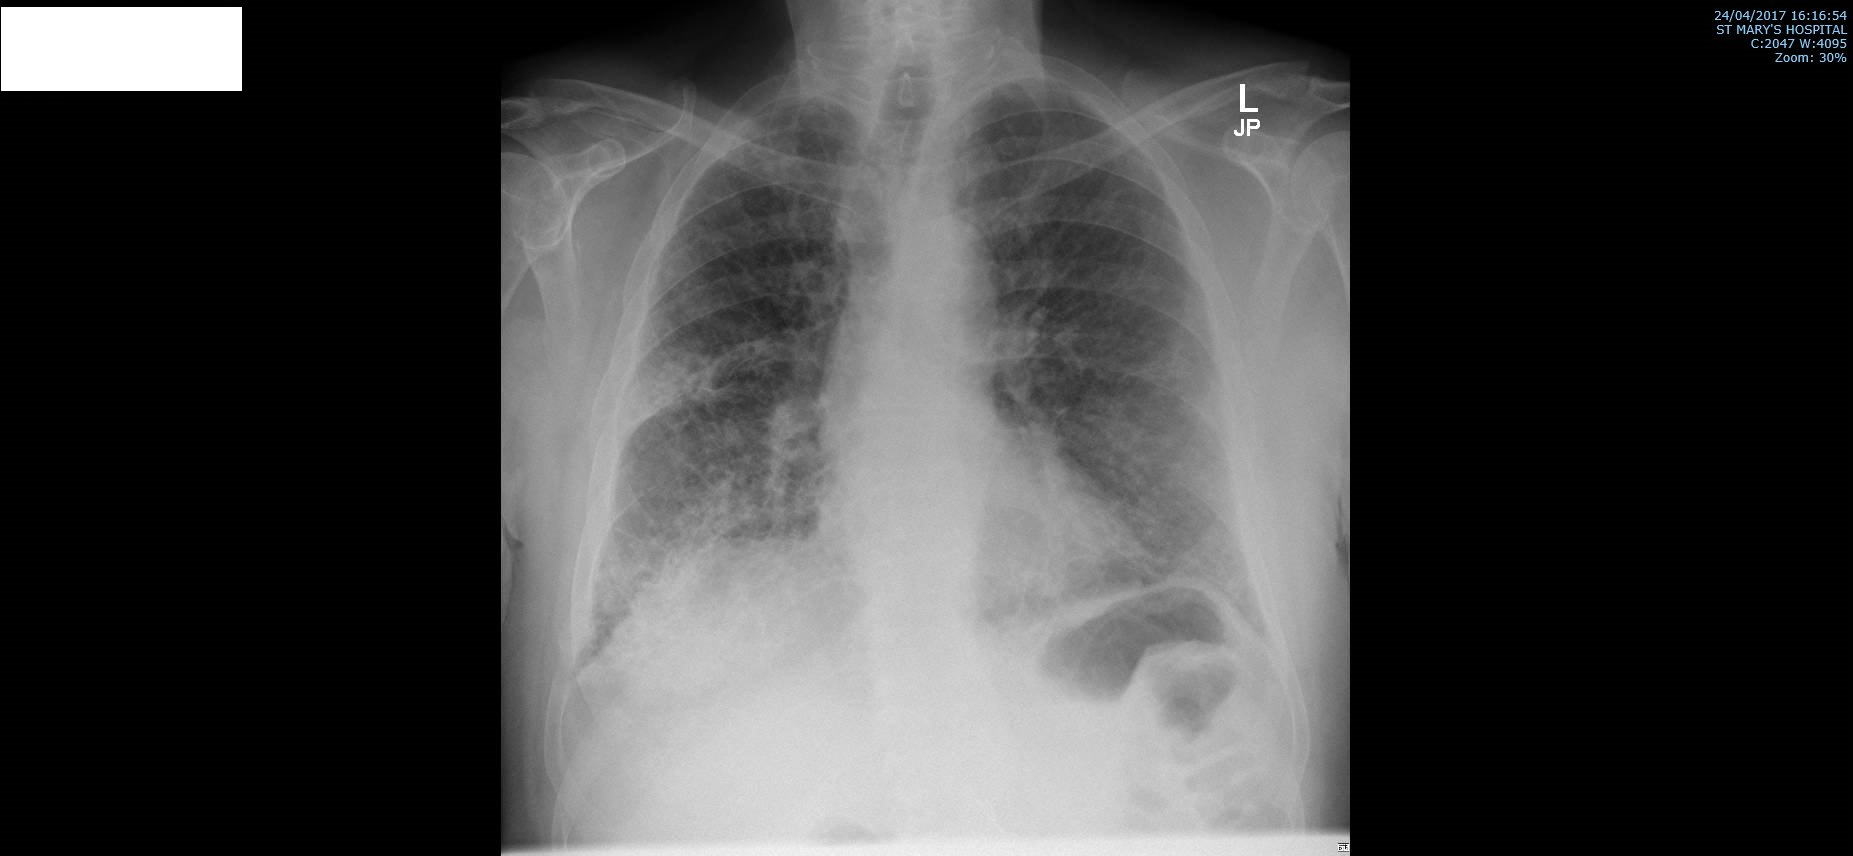 24/04/2017 16:16:54
ST MARY'S HOSPITAL
C:2047 W:4095
Zoom: 30%
L
JP